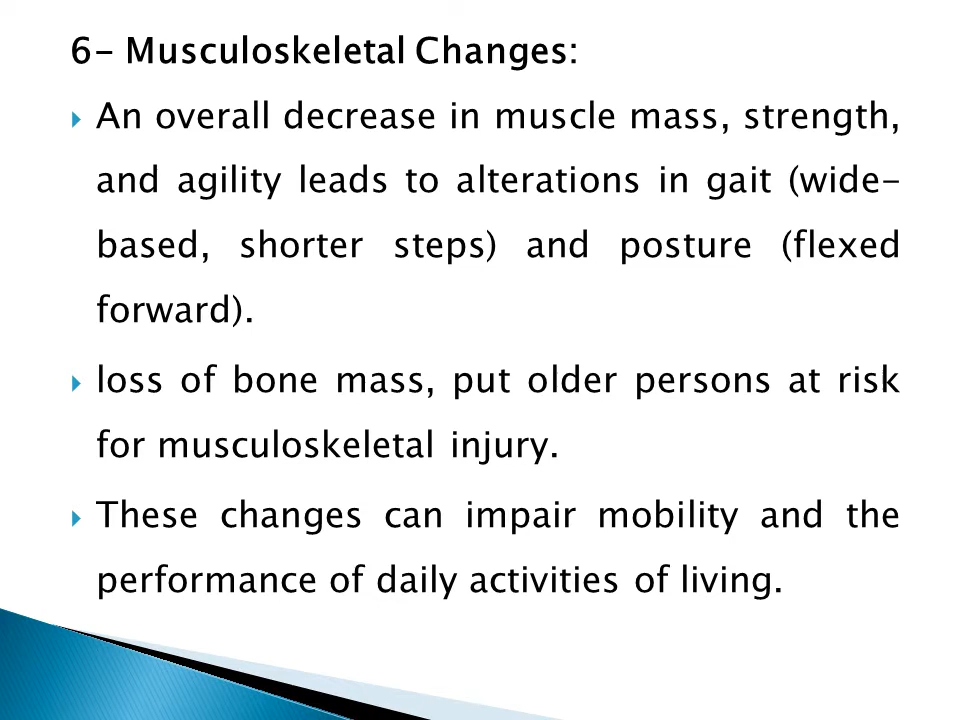 6- Musculoskeletal Changes:
An overall decrease in muscle mass, strength,
and agility leads to alterations in gait (wide-
based, shorter steps) and posture (flexed
forward).
loss of bone mass, put older persons at risk
for musculoskeletal injury.
These changes can impair mobility and the
performance of daily activities of living.